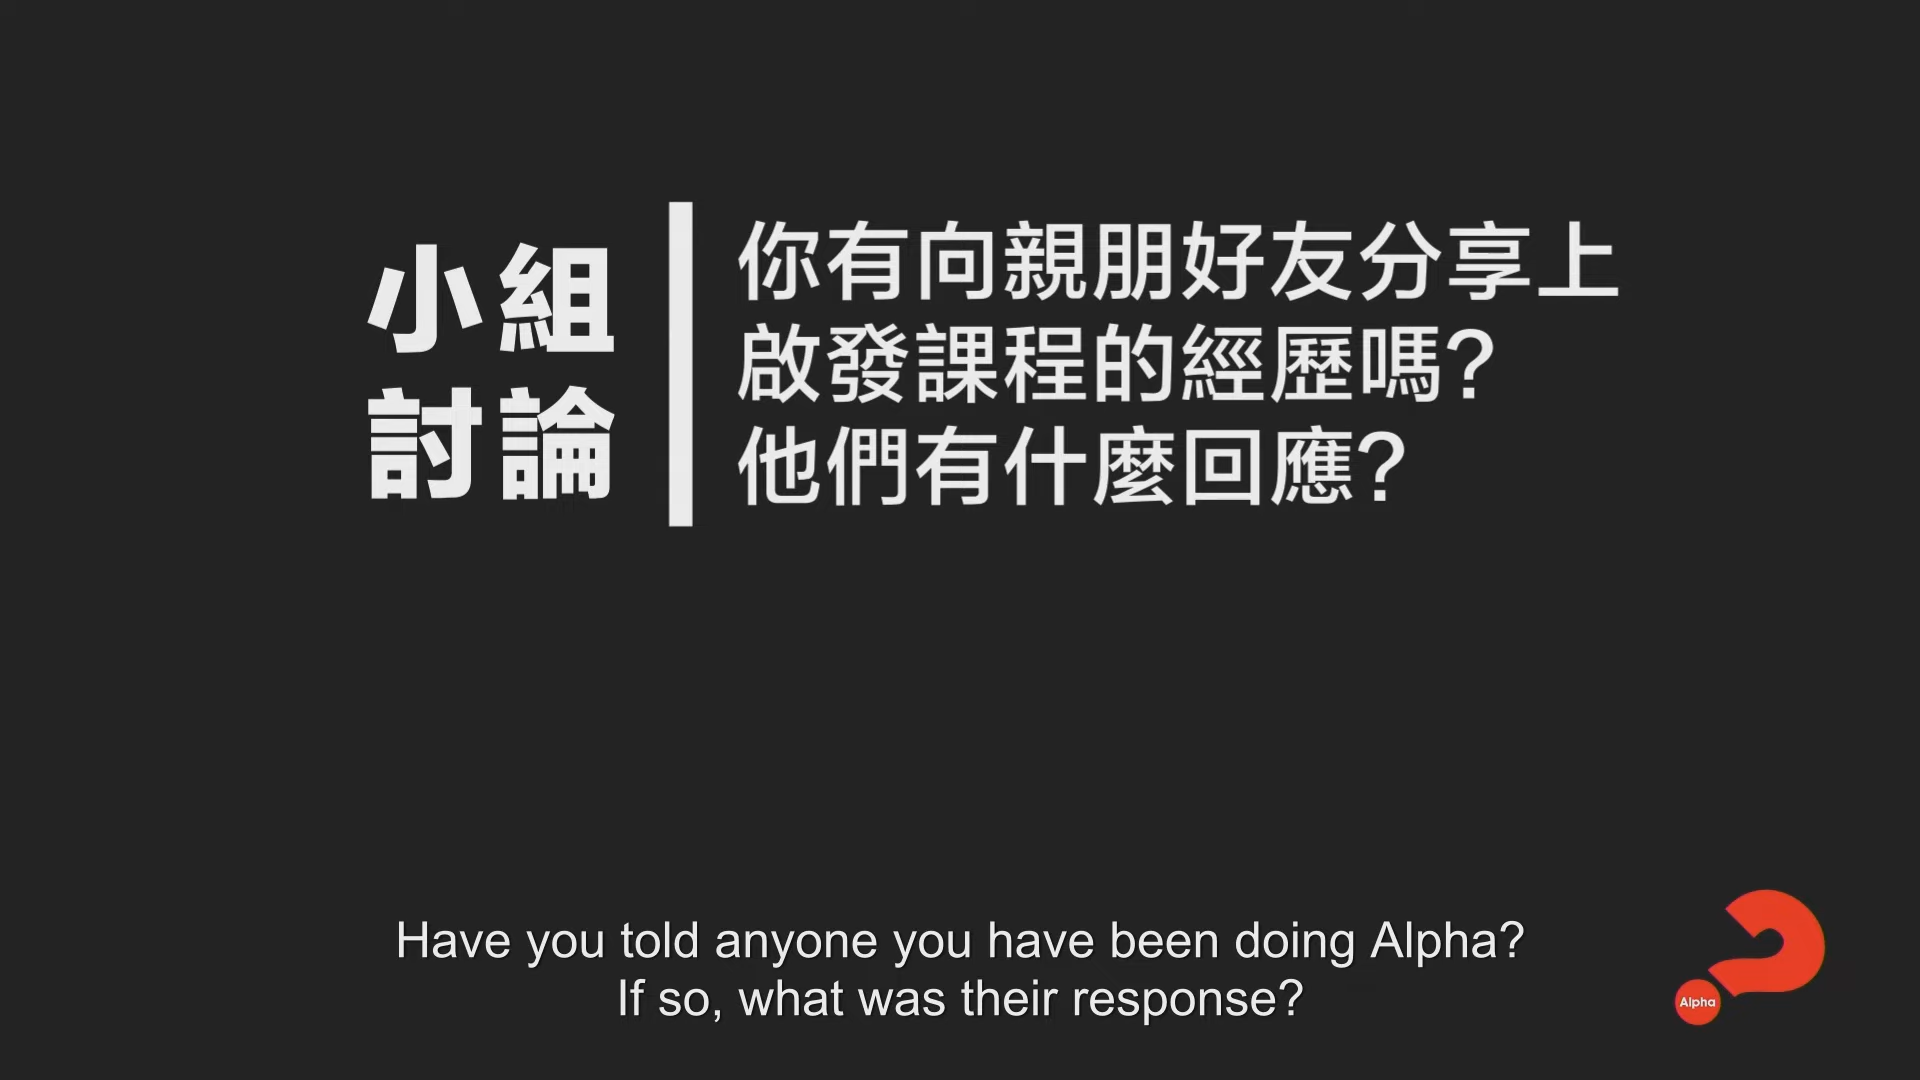 小組
討論
你有向親朋好友分享上
啟發課程的經歷嗎?
他們有什麼回應?
Have you told anyone you have been doing Alpha?
If so, what was their response?
Alpha